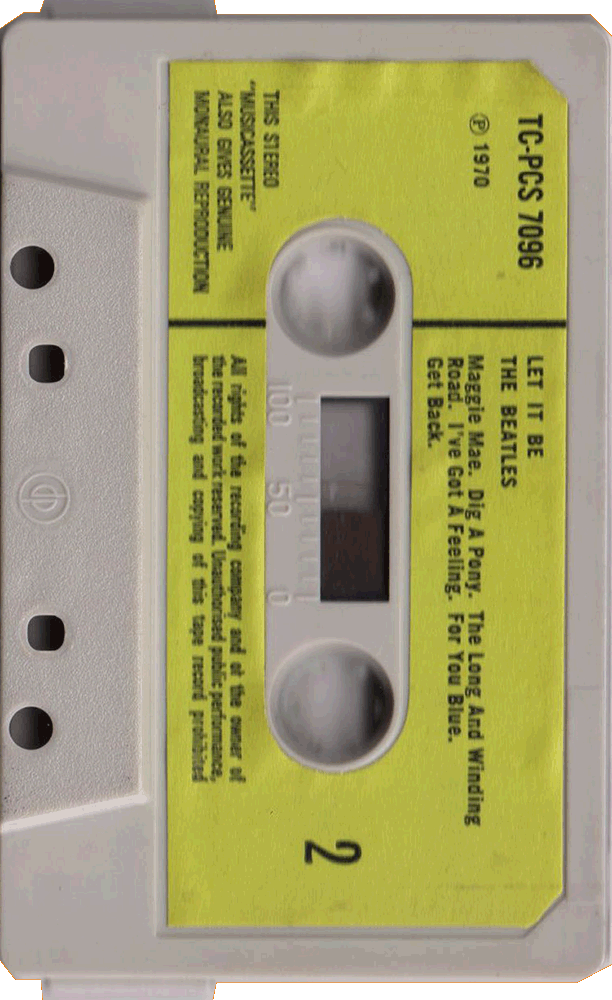 TC-PCS 7096
Ⓟ 1970
LET IT BE
THE BEATLES
Maggie Mae. Dig A Pony. The Long And Winding
Road. I've Got A Feeling. For You Blue.
Get Back.
THIS STEREO
"MUSICASSETTE"
ALSO GIVES GENUINE
MONAURAL REPRODUCTION
100 50 0
2
All rights of the recording company and of the owner of
the recorded work reserved. Unauthorised public performance,
broadcasting and copying of this tape record prohibited